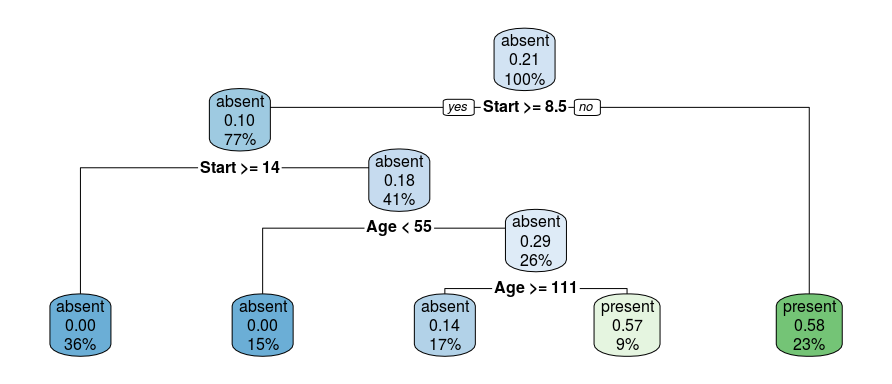 absent
0.21
100%
yes Start >= 8.5 no
absent
0.10
77%
Start >= 14
absent
0.18
41%
Age < 55
absent
0.29
26%
Age >= 111
absent
0.00
36%
absent
0.00
15%
absent
0.14
17%
present
0.57
9%
present
0.58
23%